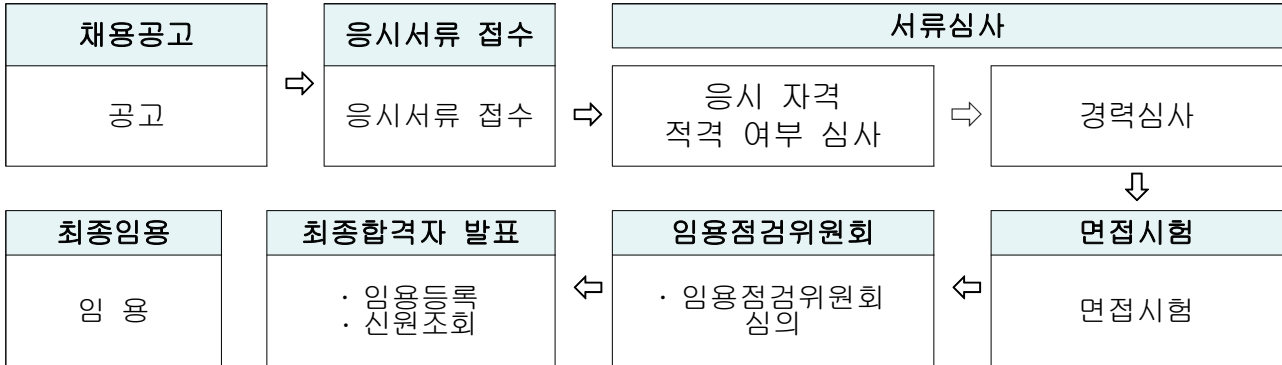 채용공고
공고
⇨
응시서류 접수
응시서류 접수
⇨
서류심사
응시 자격
적격 여부 심사
⇨
경력심사
⇩
면접시험
면접시험
⇦
임용점검위원회
· 임용점검위원회
심의
⇦
최종합격자 발표
· 임용등록
· 신원조회
최종임용
임 용